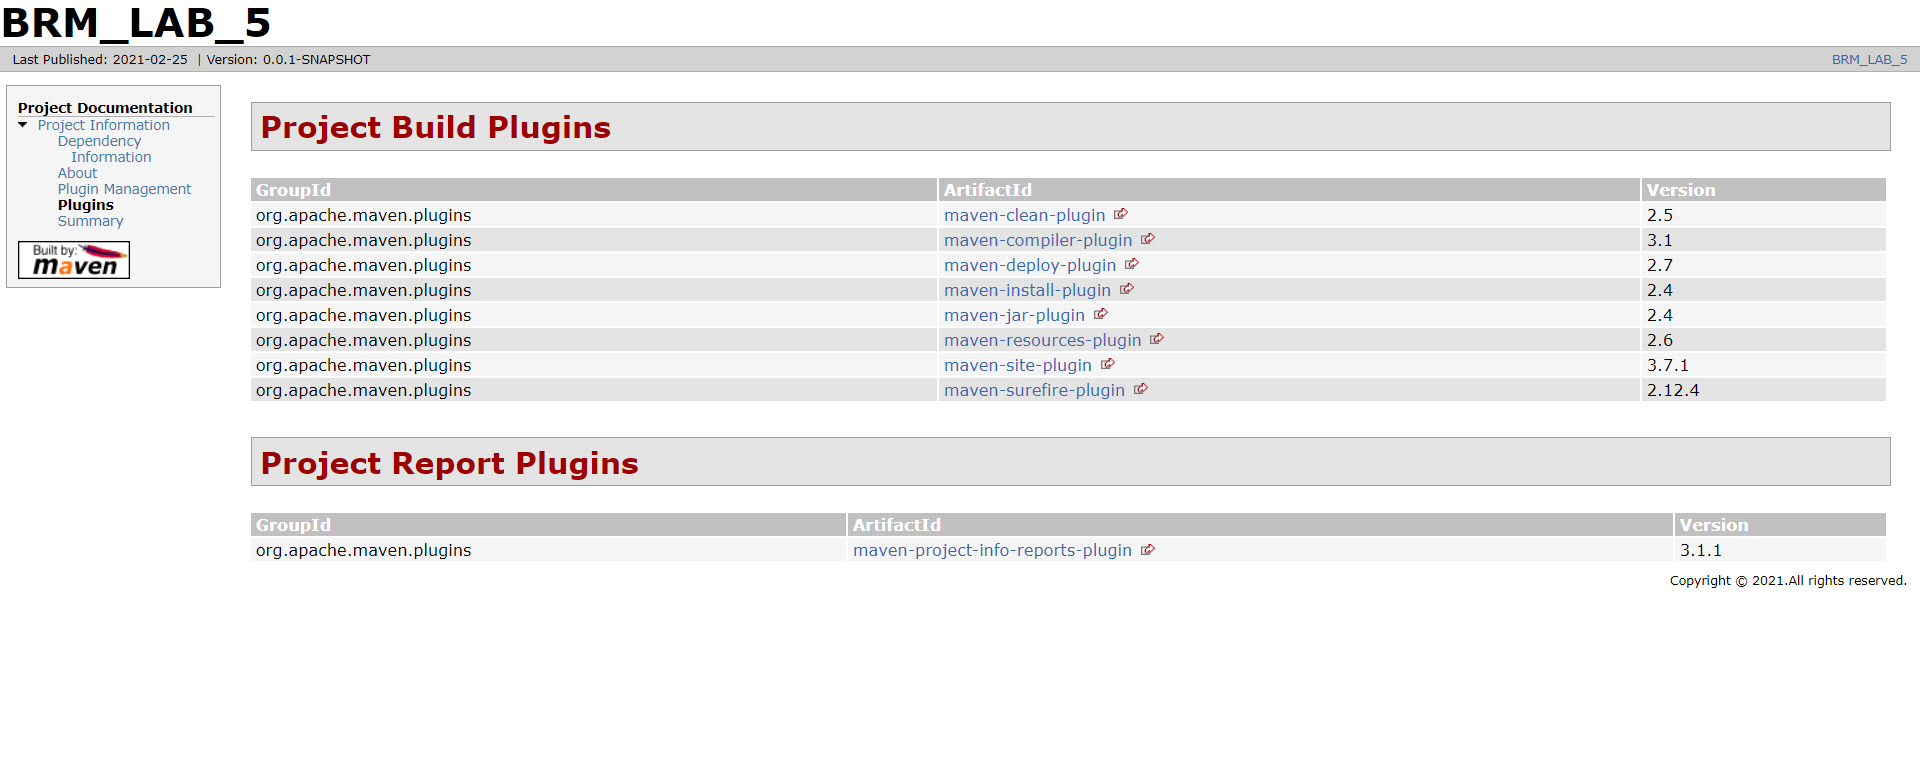 BRM_LAB_5
Last Published: 2021-02-25 | Version: 0.0.1-SNAPSHOT BRM_LAB_5
Project Documentation
Project Information
Dependency
Information
About
Plugin Management
Plugins
Summary
Built by:
maven
Project Build Plugins
GroupId ArtifactId Version
org.apache.maven.plugins maven-clean-plugin 2.5
org.apache.maven.plugins maven-compiler-plugin 3.1
org.apache.maven.plugins maven-deploy-plugin 2.7
org.apache.maven.plugins maven-install-plugin 2.4
org.apache.maven.plugins maven-jar-plugin 2.4
org.apache.maven.plugins maven-resources-plugin 2.6
org.apache.maven.plugins maven-site-plugin 3.7.1
org.apache.maven.plugins maven-surefire-plugin 2.12.4
Project Report Plugins
GroupId ArtifactId Version
org.apache.maven.plugins maven-project-info-reports-plugin 3.1.1
Copyright © 2021.All rights reserved.